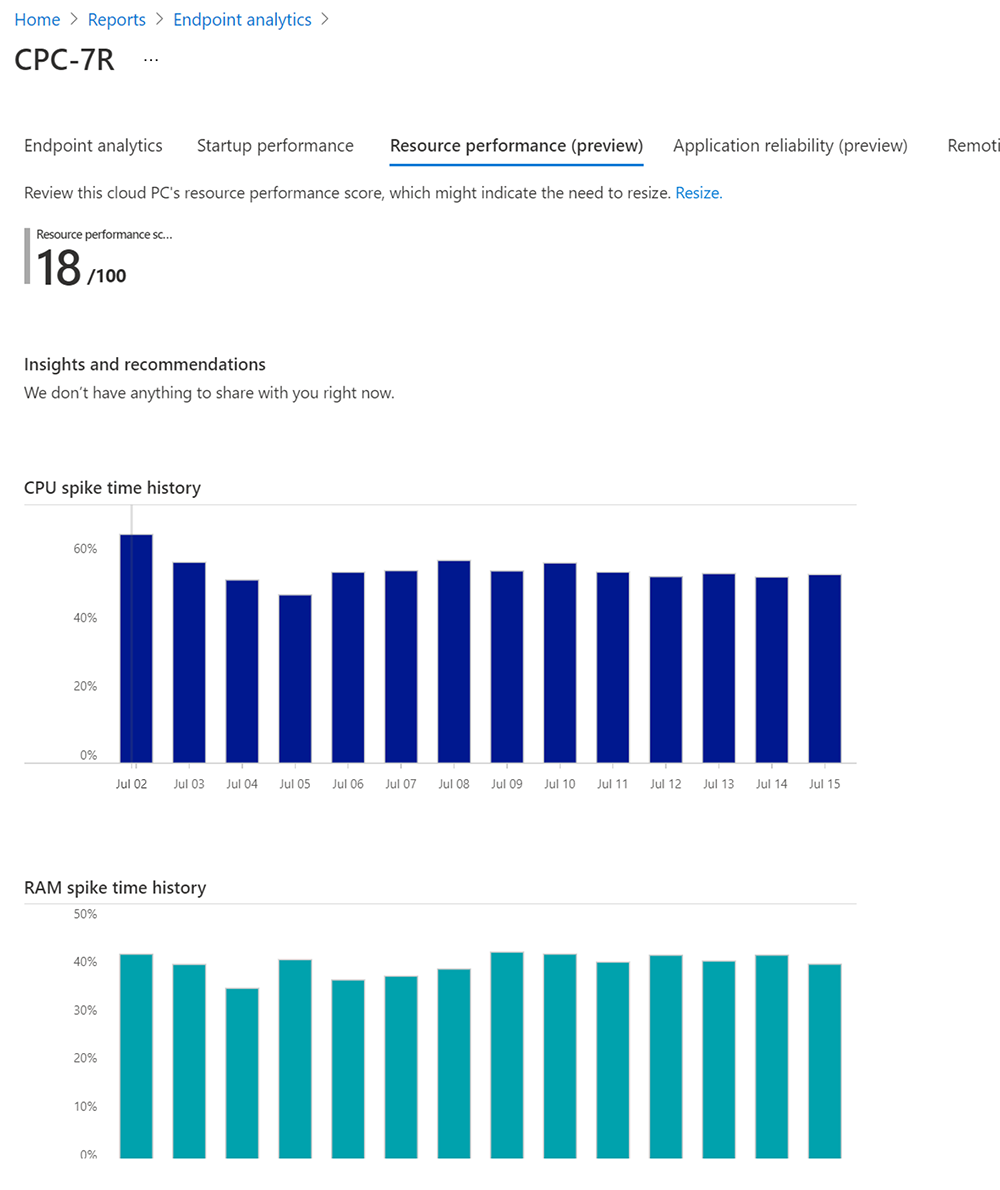 Home > Reports > Endpoint analytics >
CPC-7R ...
Endpoint analytics Startup performance Resource performance (preview) Application reliability (preview) Remoti
Review this cloud PC's resource performance score, which might indicate the need to resize. Resize.
Resource performance sc...
18 /100
Insights and recommendations
We don't have anything to share with you right now.
CPU spike time history
60%
40%
20%
0%
Jul 02 Jul 03 Jul 04 Jul 05 Jul 06 Jul 07 Jul 08 Jul 09 Jul 10 Jul 11 Jul 12 Jul 13 Jul 14 Jul 15
RAM spike time history
50%
40%
30%
20%
10%
0%